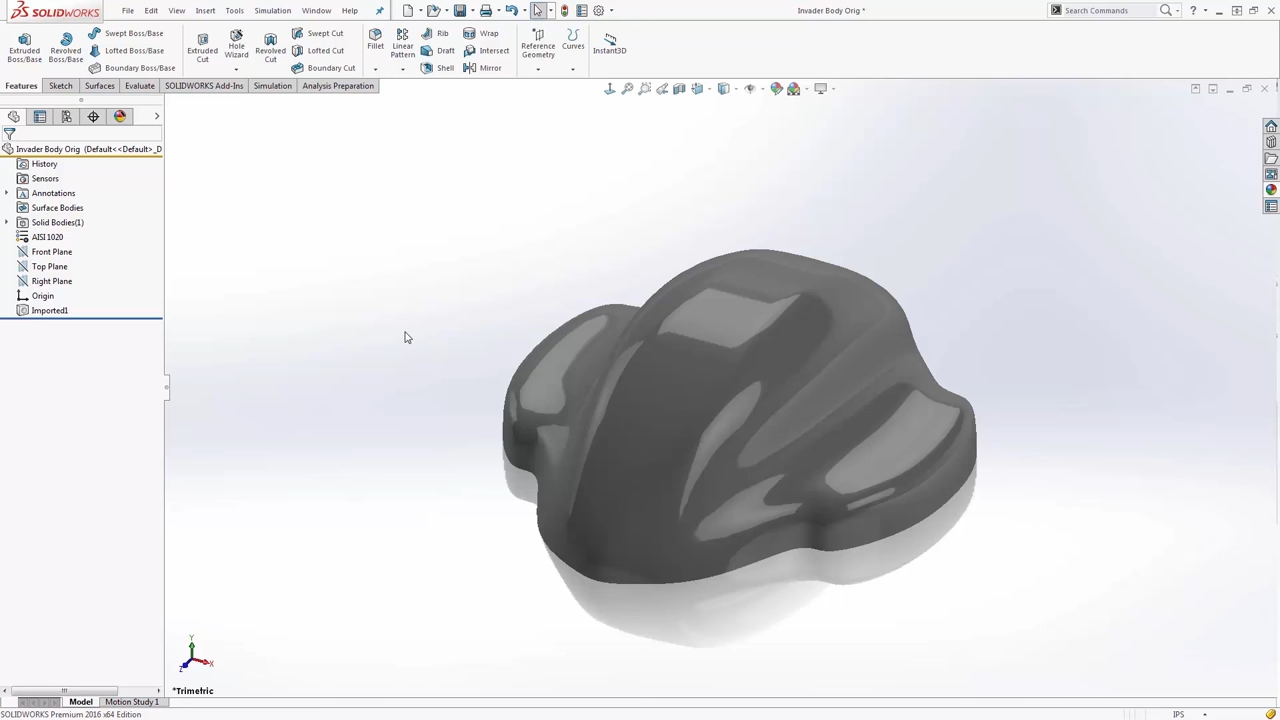 SOLIDWORKS File Edit View Insert Tools Simulation Window Help Invader Body Orig * Search Commands
Extruded Boss/Base
Revolved Boss/Base
Swept Boss/Base
Lofted Boss/Base
Boundary Boss/Base
Extruded Cut
Hole Wizard
Revolved Cut
Swept Cut
Lofted Cut
Boundary Cut
Fillet
Linear Pattern
Rib
Draft
Shell
Wrap
Intersect
Mirror
Reference Geometry
Curves
Instant3D
Features Sketch Surfaces Evaluate SOLIDWORKS Add-Ins Simulation Analysis Preparation
Invader Body Orig (Default<<Default>_D
History
Sensors
Annotations
Surface Bodies
Solid Bodies(1)
AISI 1020
Front Plane
Top Plane
Right Plane
Origin
Imported1
Y
X
Z
*Trimetric
Model Motion Study 1
SOLIDWORKS Premium 2016 x64 Edition IPS